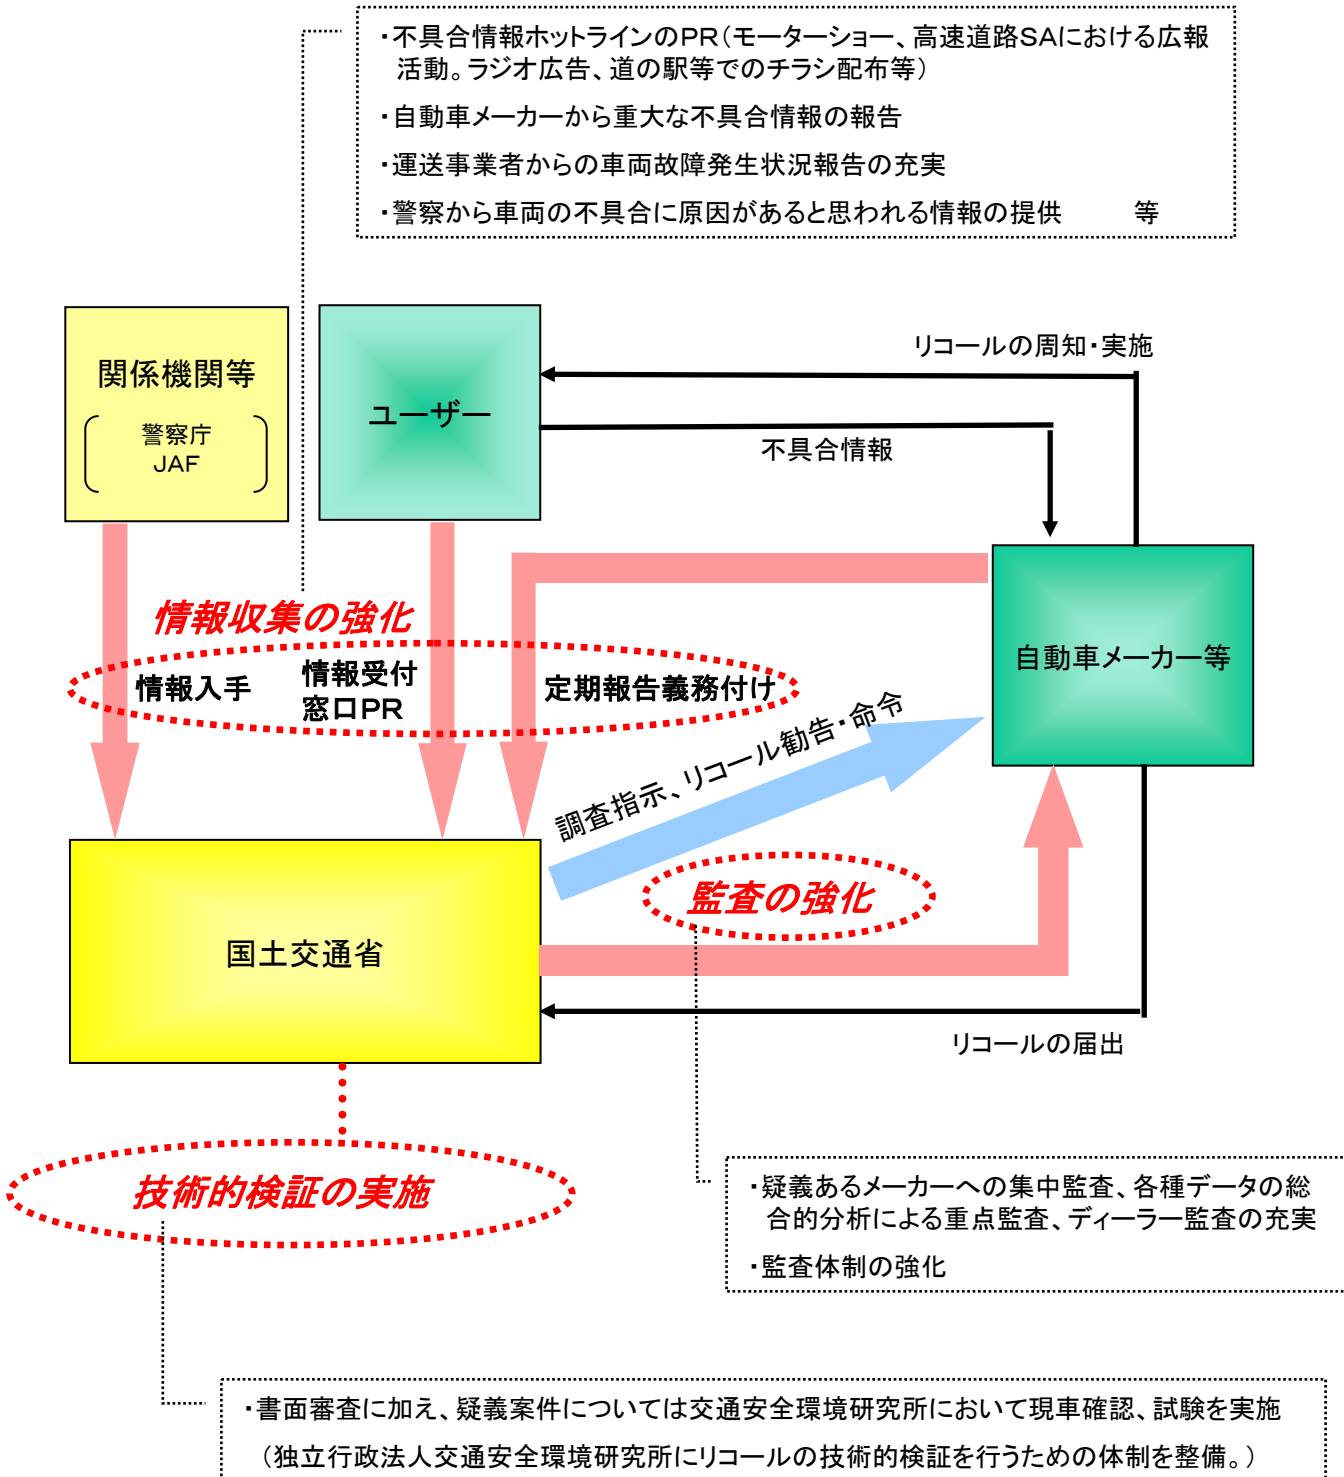 ・不具合情報ホットラインのPR(モーターショー、高速道路SAにおける広報
活動。ラジオ広告、道の駅等でのチラシ配布等)
・自動車メーカーから重大な不具合情報の報告
・運送事業者からの車両故障発生状況報告の充実
・警察から車両の不具合に原因があると思われる情報の提供 等
関係機関等
警察庁
JAF
ユーザー
リコールの周知・実施
不具合情報
情報収集の強化
情報入手
情報受付
窓口PR
定期報告義務付け
自動車メーカー等
調査指示、リコール勧告・命令
監査の強化
国土交通省
リコールの届出
技術的検証の実施
・疑義あるメーカーへの集中監査、各種データの総
合的分析による重点監査、ディーラー監査の充実
・監査体制の強化
・書面審査に加え、疑義案件については交通安全環境研究所において現車確認、試験を実施
(独立行政法人交通安全環境研究所にリコールの技術的検証を行うための体制を整備。)